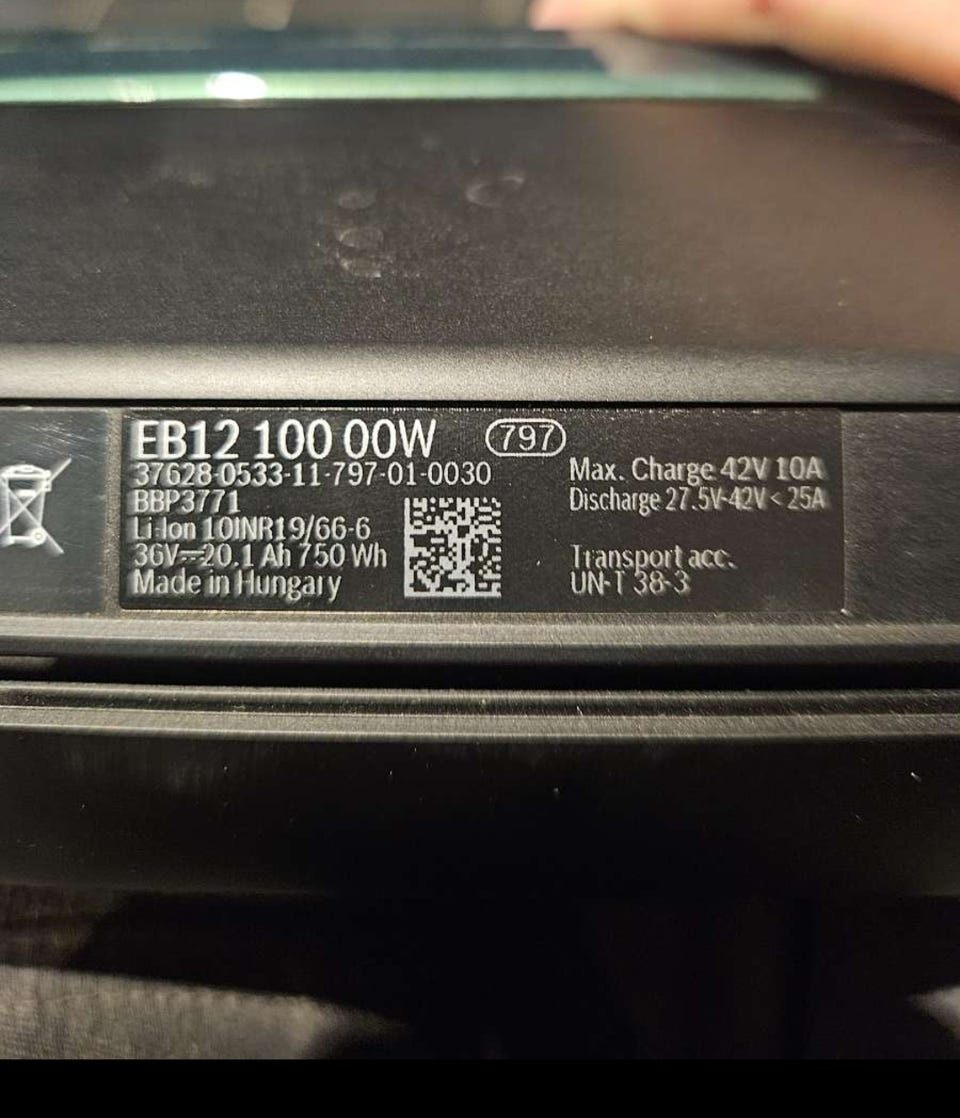 EB12 100 00W 797
37628-0533-11-797-01-0030
BBP3771
Li-Ion 10INR19/66-6
36V⎓20.1 Ah 750 Wh
Made in Hungary
Max. Charge 42V 10A
Discharge 27.5V-42V < 25A
Transport acc.
UN-T 38-3